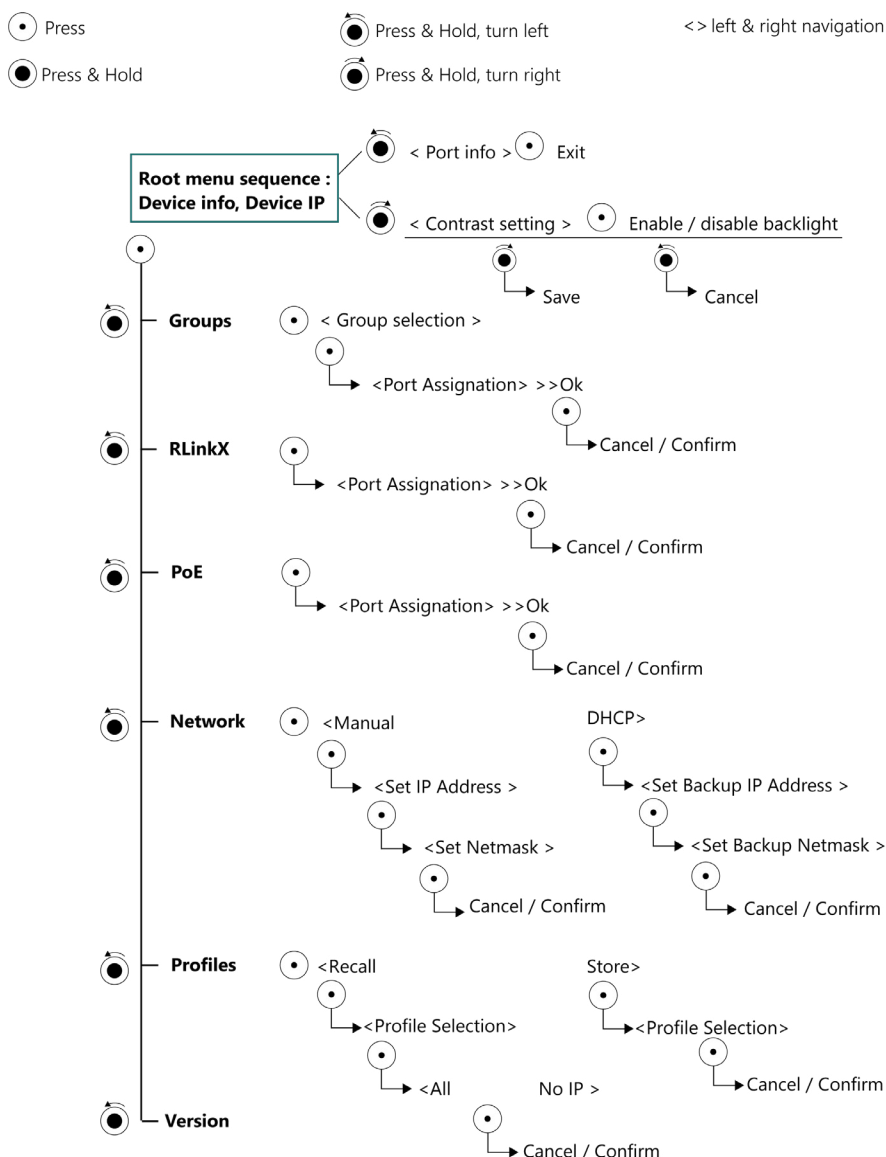 Press
Press & Hold, turn left
<> left & right navigation
Press & Hold
Press & Hold, turn right
< Port info >
Exit
Root menu sequence :
Device info, Device IP
< Contrast setting >
Enable / disable backlight
Save
Cancel
Groups
< Group selection >
<Port Assignation> >>Ok
Cancel / Confirm
RLinkX
<Port Assignation> >>Ok
Cancel / Confirm
PoE
<Port Assignation> >>Ok
Cancel / Confirm
Network
<Manual
DHCP>
<Set IP Address >
<Set Backup IP Address >
<Set Netmask >
<Set Backup Netmask >
Cancel / Confirm
Cancel / Confirm
Profiles
<Recall
Store>
<Profile Selection>
<Profile Selection>
<All
No IP >
Cancel / Confirm
Version
Cancel / Confirm